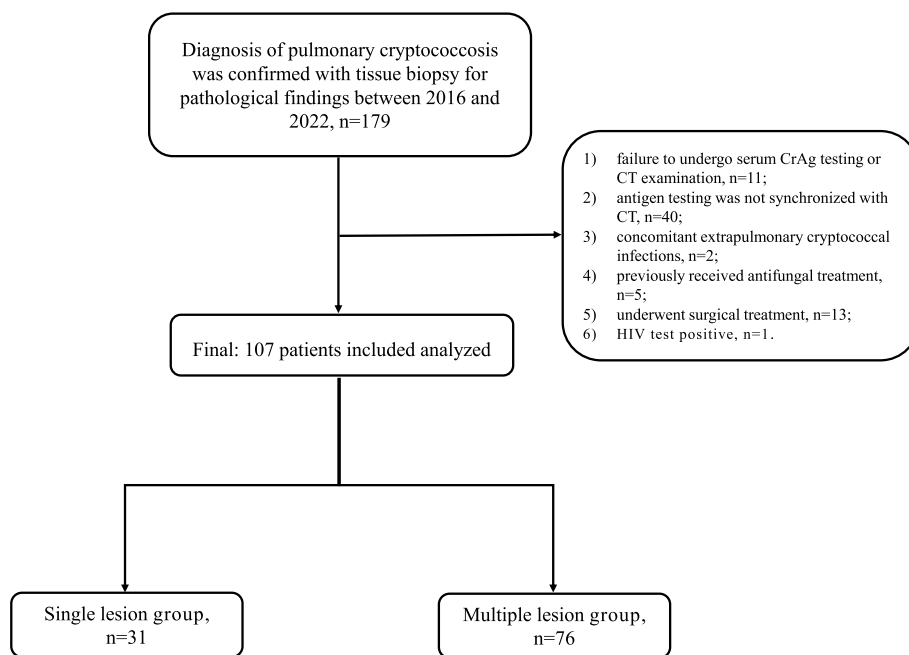 Diagnosis of pulmonary cryptococcosis
was confirmed with tissue biopsy for
pathological findings between 2016 and
2022, n=179
1) failure to undergo serum CrAg testing or
CT examination, n=11;
2) antigen testing was not synchronized with
CT, n=40;
3) concomitant extrapulmonary cryptococcal
infections, n=2;
4) previously received antifungal treatment,
n=5;
5) underwent surgical treatment, n=13;
6) HIV test positive, n=1.
Final: 107 patients included analyzed
Single lesion group,
n=31
Multiple lesion group,
n=76